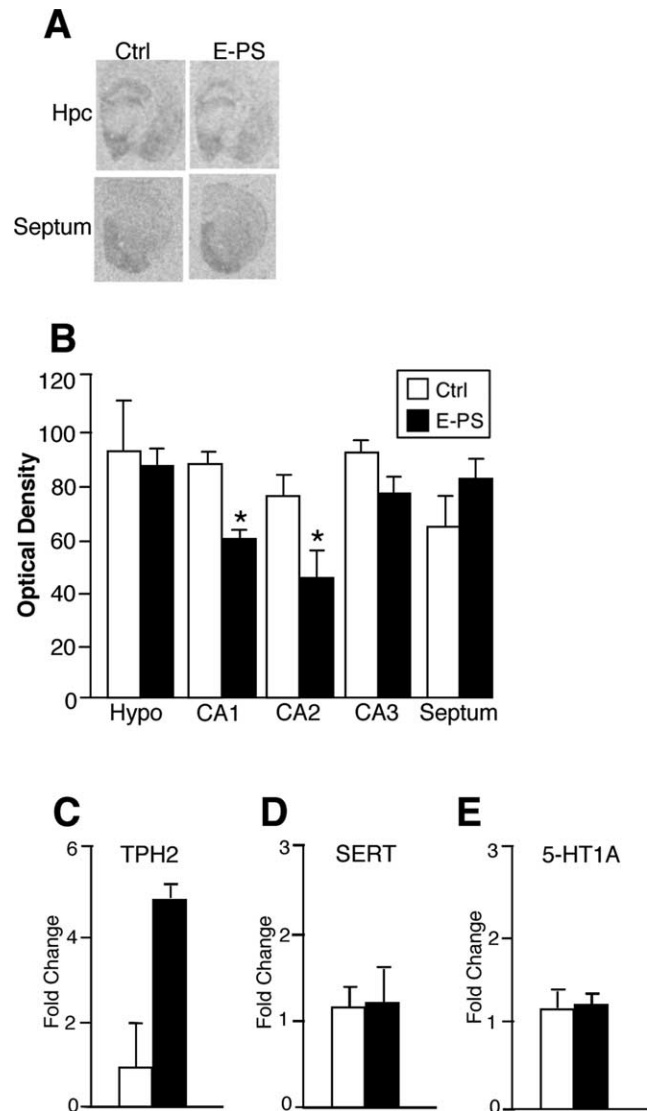 A
Ctrl E-PS
Hpc
Septum
B
120
100
80
60
40
20
0
Optical Density
Ctrl
E-PS
*
*
Hypo CA1 CA2 CA3 Septum
C
TPH2
6
4
2
0
Fold Change
D
SERT
3
2
1
0
Fold Change
E
5-HT1A
3
2
1
0
Fold Change